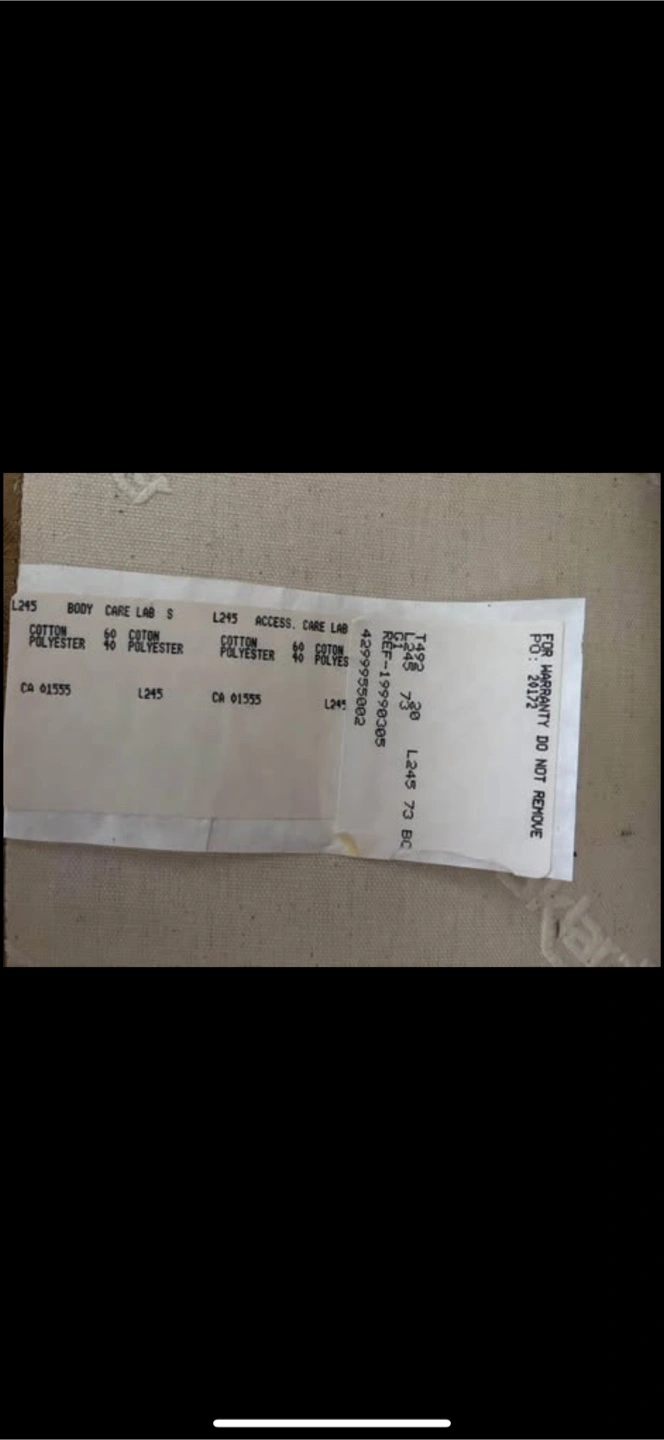 L245 BODY CARE LAB S
COTTON 60 COTON
POLYESTER 40 POLYESTER
CA 01555 L245
L245 ACCESS. CARE LAB
COTTON 60 COTON
POLYESTER 40 POLYES
CA 01555 L245
FOR WARRANTY DO NOT REMOVE
PO: 20172
T492 20 L245 73 BC
L245 73
CT
REF-19990305
4299955002